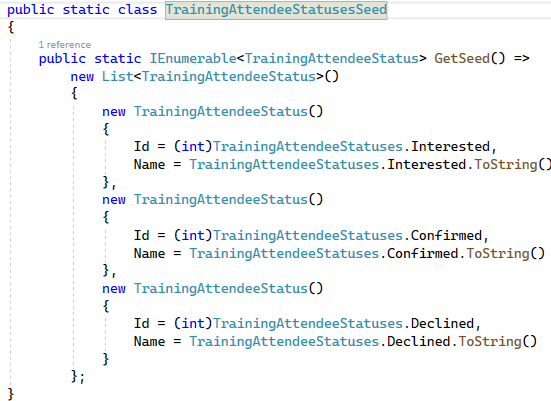 public static class TrainingAttendeeStatusesSeed
{
1 reference
public static IEnumerable<TrainingAttendeeStatus> GetSeed() =>
new List<TrainingAttendeeStatus>()
{
new TrainingAttendeeStatus()
{
Id = (int)TrainingAttendeeStatuses.Interested,
Name = TrainingAttendeeStatuses.Interested.ToString()
},
new TrainingAttendeeStatus()
{
Id = (int)TrainingAttendeeStatuses.Confirmed,
Name = TrainingAttendeeStatuses.Confirmed.ToString()
},
new TrainingAttendeeStatus()
{
Id = (int)TrainingAttendeeStatuses.Declined,
Name = TrainingAttendeeStatuses.Declined.ToString()
}
};
}